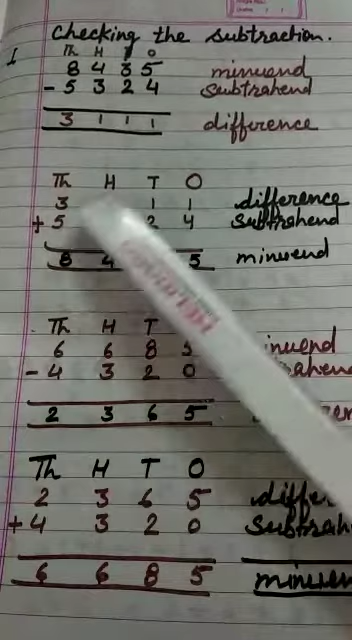 Checking the subtraction.
I
Th H T O
8 4 3 5 minuend
- 5 3 2 4 subtrahend
3 1 1 1 difference
Th H T O
3 1 1 difference
+ 5 2 4 subtrahend
8 4 5 minuend
Th H T O
6 6 8 5
- 4 3 2 0
2 3 6 5
Th H T O
2 3 6 5
+ 4 3 2 0
6 6 8 5